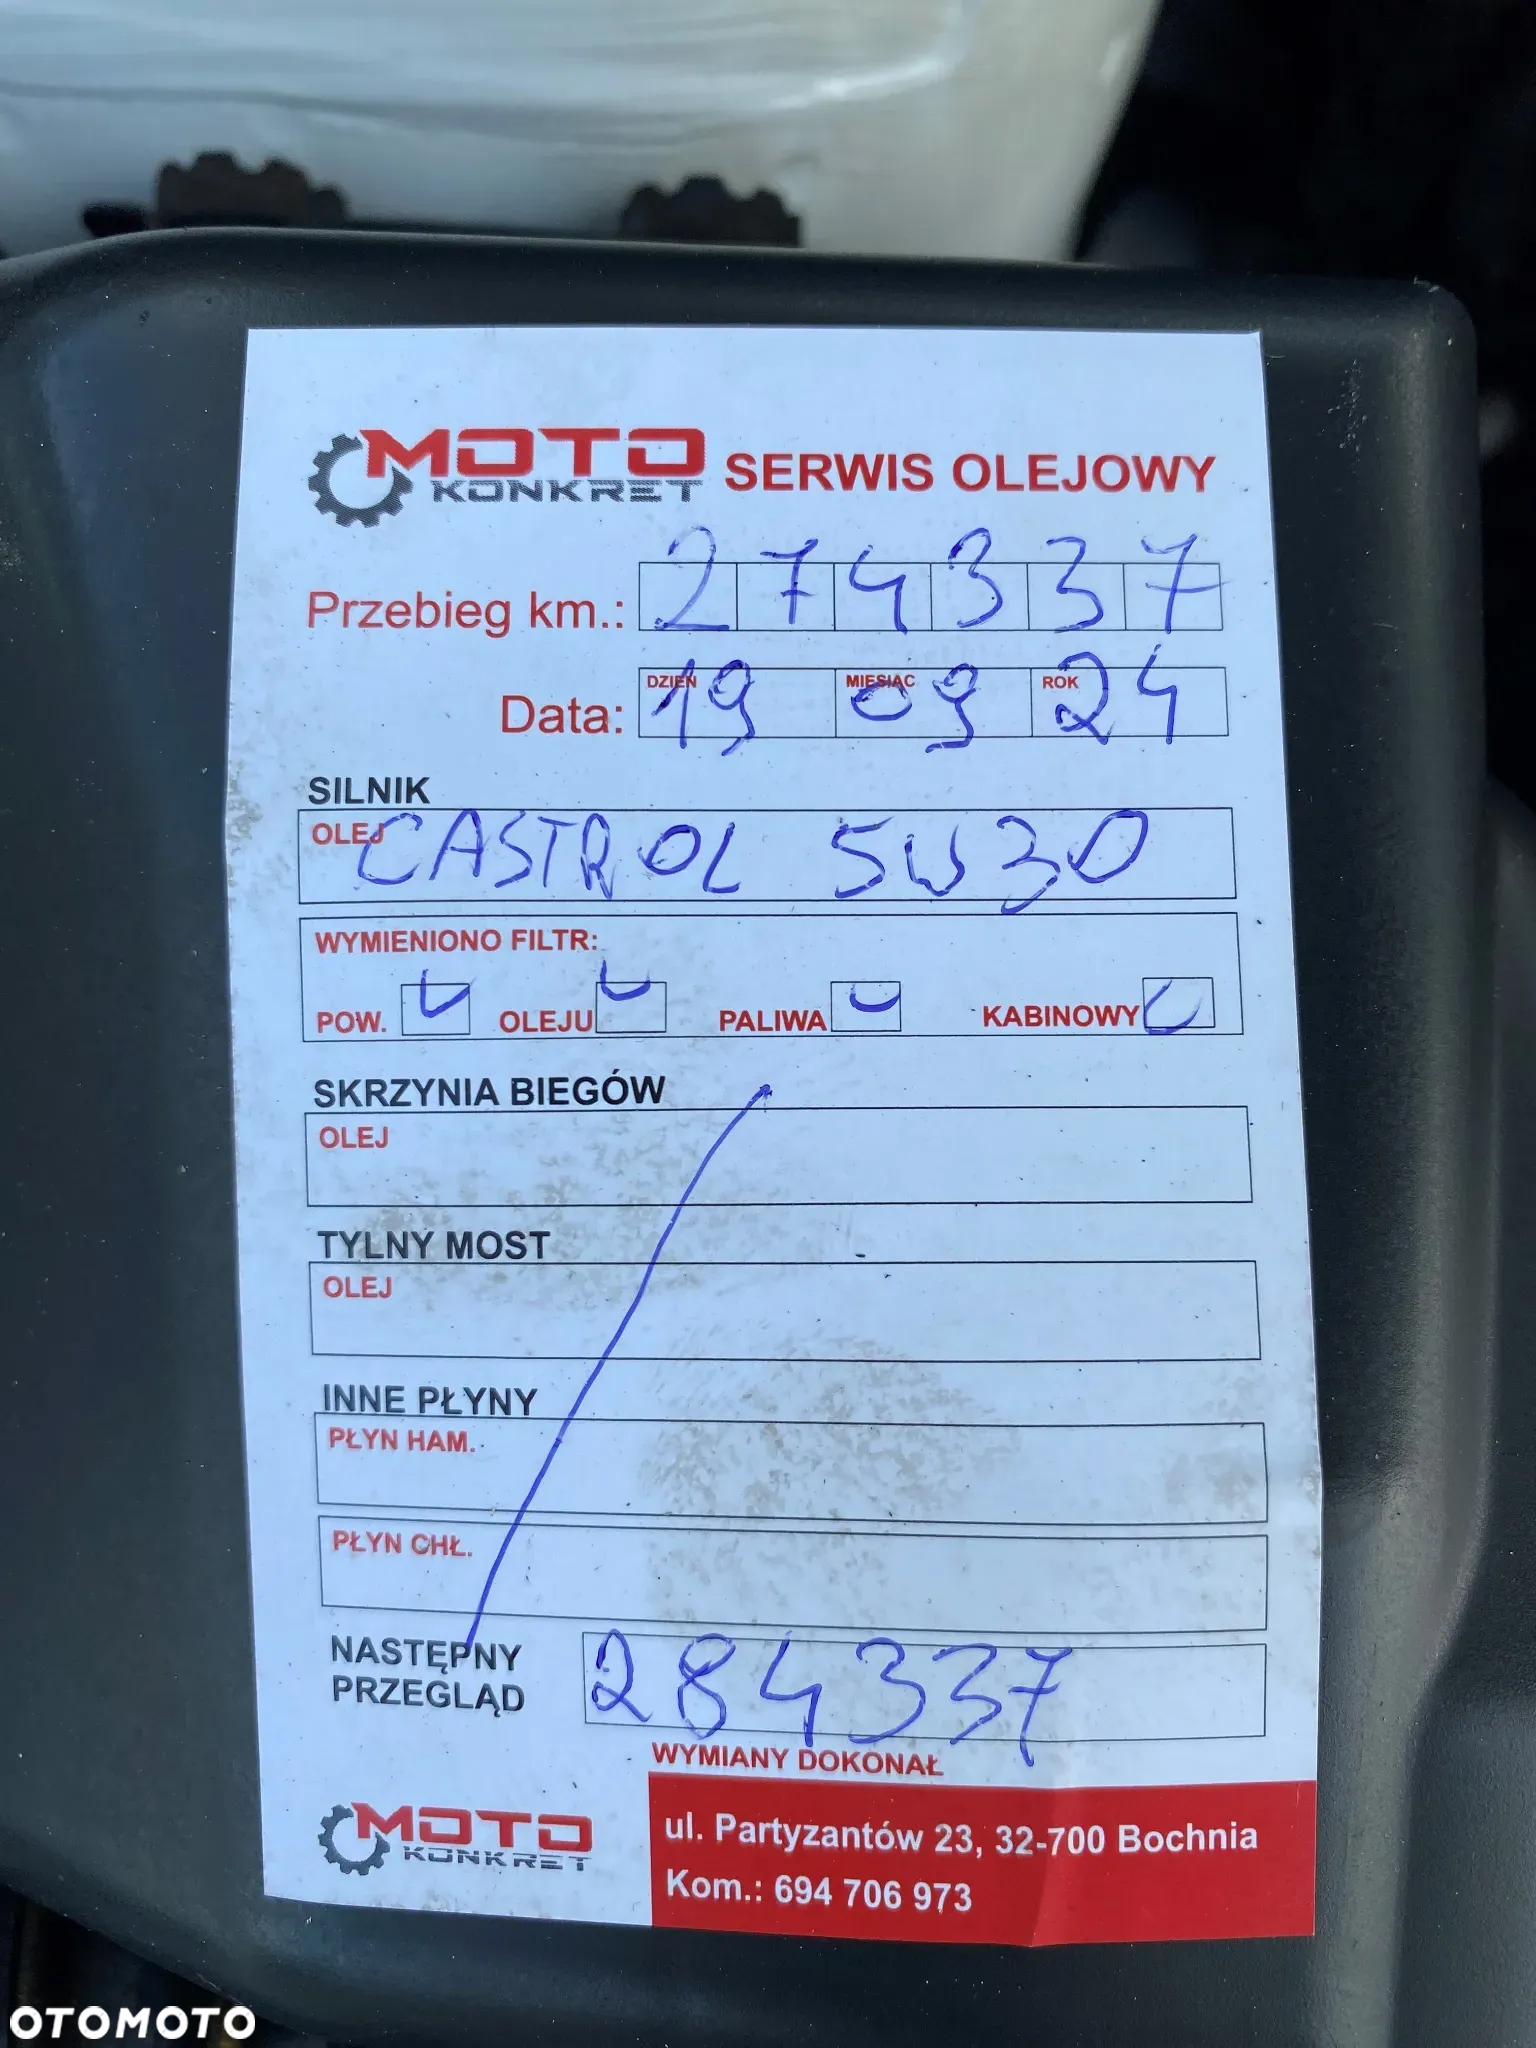 MOTO KONKRET SERWIS OLEJOWY
Przebieg km.: 274337
Data: DZIEŃ 19 MIESIĄC 09 ROK 24
SILNIK
OLEJ CASTROL 5W30
WYMIENIONO FILTR:
POW. OLEJU PALIWA KABINOWY
SKRZYNIA BIEGÓW
OLEJ
TYLNY MOST
OLEJ
INNE PŁYNY
PŁYN HAM.
PŁYN CHŁ.
NASTĘPNY
PRZEGLĄD 284337
WYMIANY DOKONAŁ
MOTO KONKRET
ul. Partyzantów 23, 32-700 Bochnia
Kom.: 694 706 973
OTOMOTO